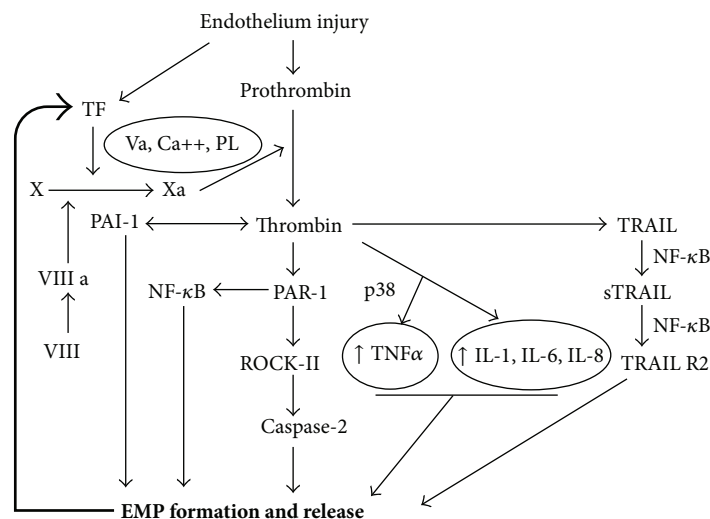 Endothelium injury
Prothrombin
TF
Va, Ca++, PL
X
Xa
PAI-1
Thrombin
TRAIL
NF-κB
VIII a
NF-κB
PAR-1
p38
sTRAIL
NF-κB
VIII
ROCK-II
↑ TNFα
↑ IL-1, IL-6, IL-8
TRAIL R2
Caspase-2
EMP formation and release